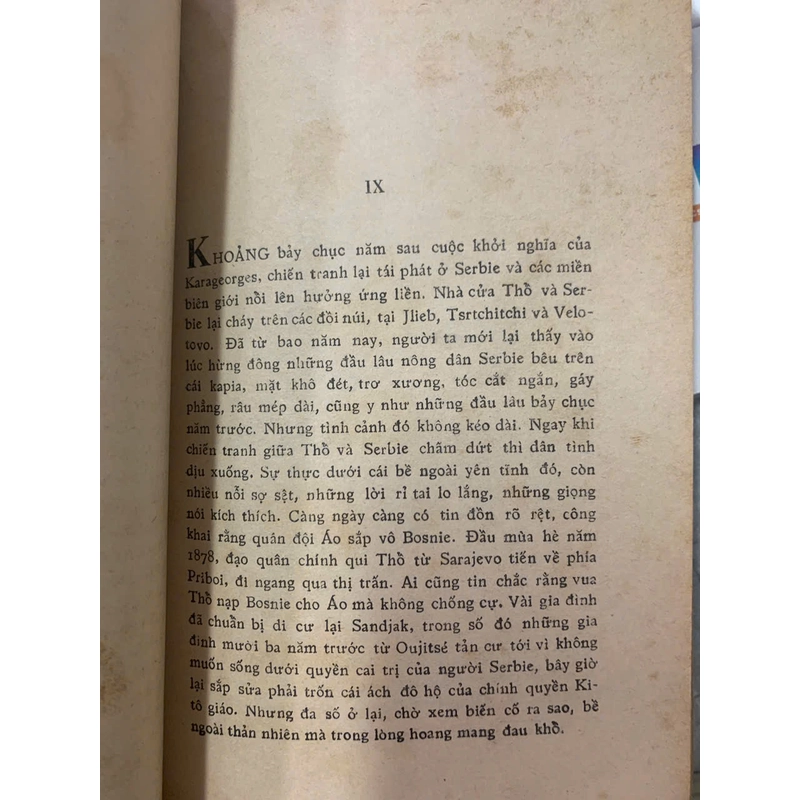 IX
KHOẢNG bảy chục năm sau cuộc khởi nghĩa của
Karageorges, chiến tranh lại tái phát ở Serbie và các miền
biên giới nổi lên hưởng ứng liền. Nhà cửa Thổ và Ser-
bie lại cháy trên các đồi núi, tại Jlieb, Tsrtchitchi và Velo-
tovo. Đã từ bao năm nay, người ta mới lại thấy vào
lúc hừng đông những đầu lâu nông dân Serbie bêu trên
cái kapia, mặt khô đét, trơ xương, tóc cắt ngắn, gáy
phẳng, râu mép dài, cũng y như những đầu lâu bảy chục
năm trước. Nhưng tình cảnh đó không kéo dài. Ngay khi
chiến tranh giữa Thổ và Serbie chấm dứt thì dân tình
dịu xuống. Sự thực dưới cái bề ngoài yên tĩnh đó, còn
nhiều nỗi sợ sệt, những lời rỉ tai lo lắng, những giọng
nói kích thích. Càng ngày càng có tin đồn rõ rệt, công
khai rằng quân đội Áo sắp vô Bosnie. Đầu mùa hè năm
1878, đạo quân chính qui Thổ từ Sarajevo tiến về phía
Priboi, đi ngang qua thị trấn. Ai cũng tin chắc rằng vua
Thổ nạp Bosnie cho Áo mà không chống cự. Vài gia đình
đã chuẩn bị di cư lại Sandjak, trong số đó những gia
đình mười ba năm trước từ Oujitsé tản cư tới vì không
muốn sống dưới quyền cai trị của người Serbie, bây giờ
lại sắp sửa phải trốn cái ách đô hộ của chính quyền Ki-
tô giáo. Nhưng đa số ở lại, chờ xem biến cố ra sao, bề
ngoài thản nhiên mà trong lòng hoang mang đau khổ.